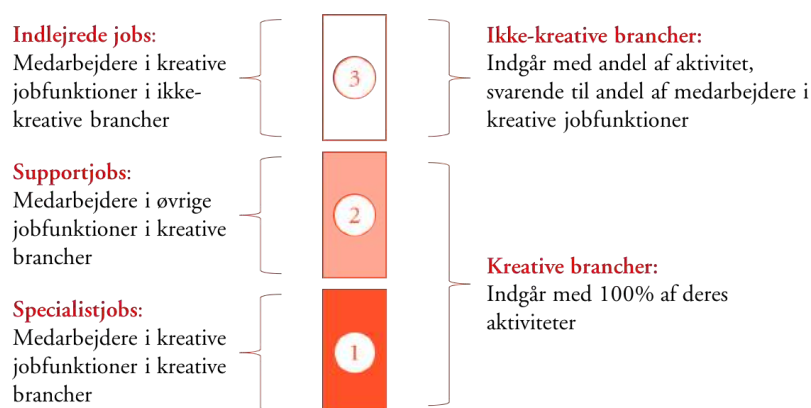 Indlejrede jobs:
Medarbejdere i kreative
jobfunktioner i ikke-
kreative brancher
3
Ikke-kreative brancher:
Indgår med andel af aktivitet,
svarende til andel af medarbejdere i
kreative jobfunktioner
Supportjobs:
Medarbejdere i øvrige
jobfunktioner i kreative
brancher
2
Kreative brancher:
Indgår med 100% af deres
aktiviteter
Specialistjobs:
Medarbejdere i kreative
jobfunktioner i kreative
brancher
1